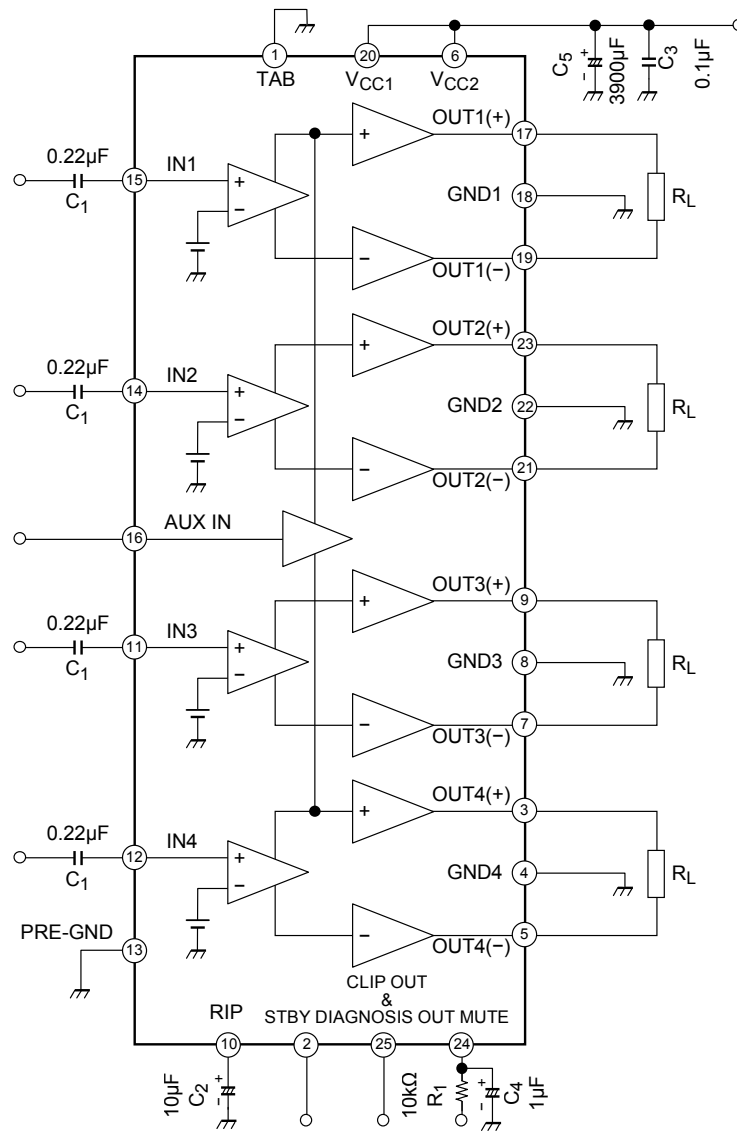 1
TAB
20
VCC1
6
VCC2
C5
+
−
3900µF
C3
0.1µF
OUT1(+)
17
0.22µF
C1
15
IN1
+
−
+
GND1
18
RL
−
OUT1(−)
19
OUT2(+)
23
0.22µF
C1
14
IN2
+
−
+
GND2
22
RL
−
OUT2(−)
21
16
AUX IN
OUT3(+)
9
0.22µF
C1
11
IN3
+
−
+
GND3
8
RL
−
OUT3(−)
7
OUT4(+)
3
0.22µF
C1
12
IN4
+
−
+
GND4
4
RL
−
OUT4(−)
5
PRE-GND
13
CLIP OUT
&
RIP
STBY DIAGNOSIS OUT MUTE
10
2
25
24
10µF
C2
+
-
10kΩ
R1
+
-
C4
1µF